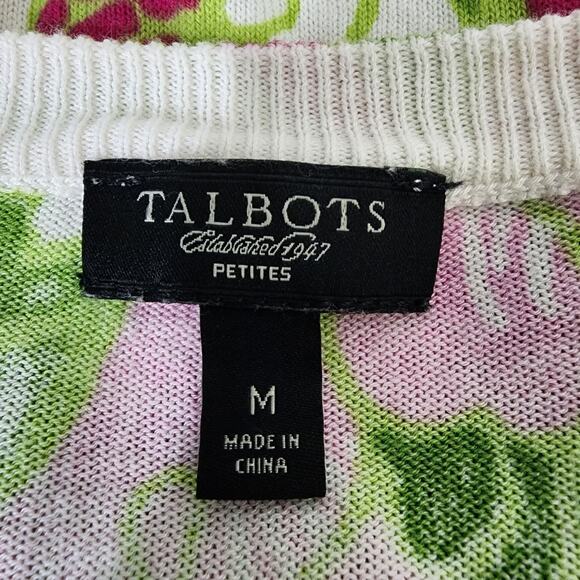 TALBOTS
Established 1947
PETITES
M
MADE IN
CHINA